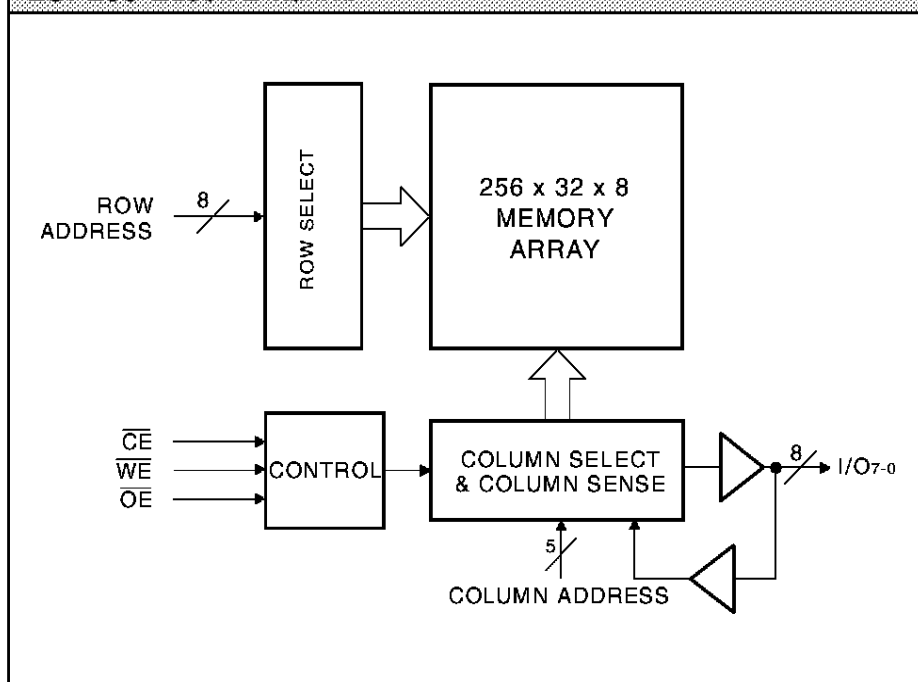 ROW SELECT
256 x 32 x 8
MEMORY
ARRAY
ROW
ADDRESS
8
CE
WE
OE
CONTROL
COLUMN SELECT
& COLUMN SENSE
8
I/O7-0
5
COLUMN ADDRESS